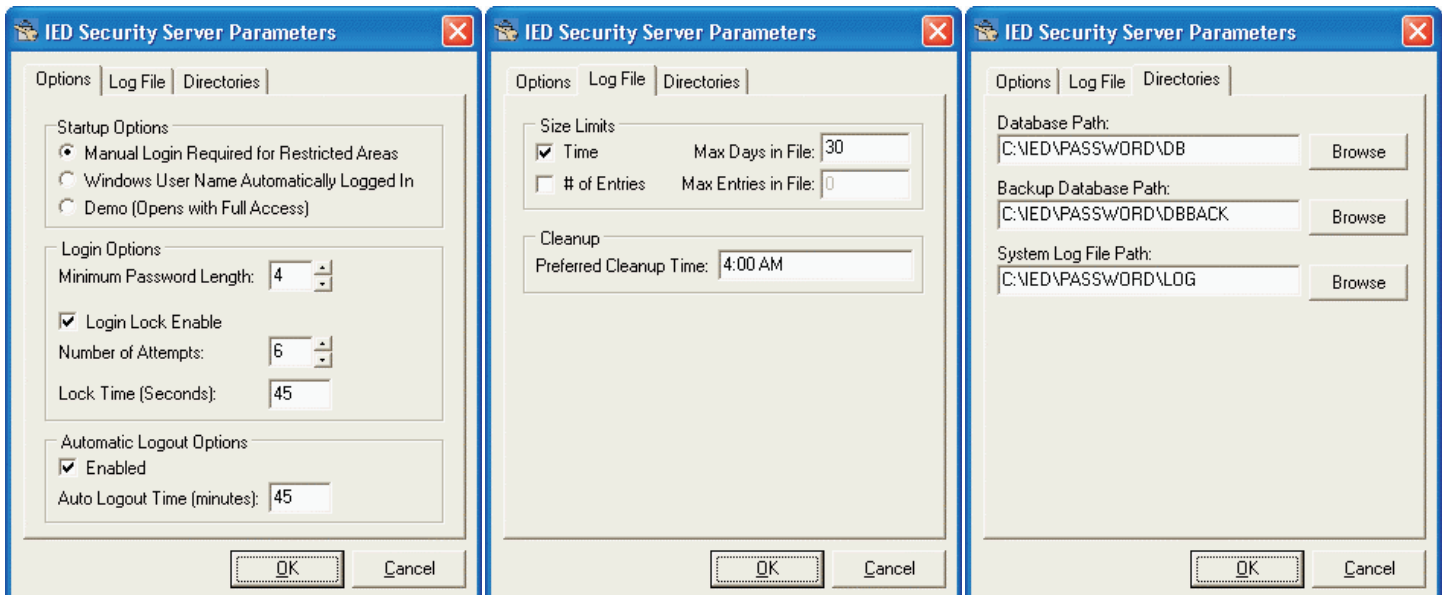 IED Security Server Parameters
Options Log File Directories
Startup Options
Manual Login Required for Restricted Areas
Windows User Name Automatically Logged In
Demo (Opens with Full Access)
Login Options
Minimum Password Length: 4
Login Lock Enable
Number of Attempts: 6
Lock Time (Seconds): 45
Automatic Logout Options
Enabled
Auto Logout Time (minutes): 45
OK Cancel
IED Security Server Parameters
Options Log File Directories
Size Limits
Time Max Days in File: 30
# of Entries Max Entries in File: 0
Cleanup
Preferred Cleanup Time: 4:00 AM
OK Cancel
IED Security Server Parameters
Options Log File Directories
Database Path:
C:\IED\PASSWORD\DB Browse
Backup Database Path:
C:\IED\PASSWORD\DBBACK Browse
System Log File Path:
C:\IED\PASSWORD\LOG Browse
OK Cancel